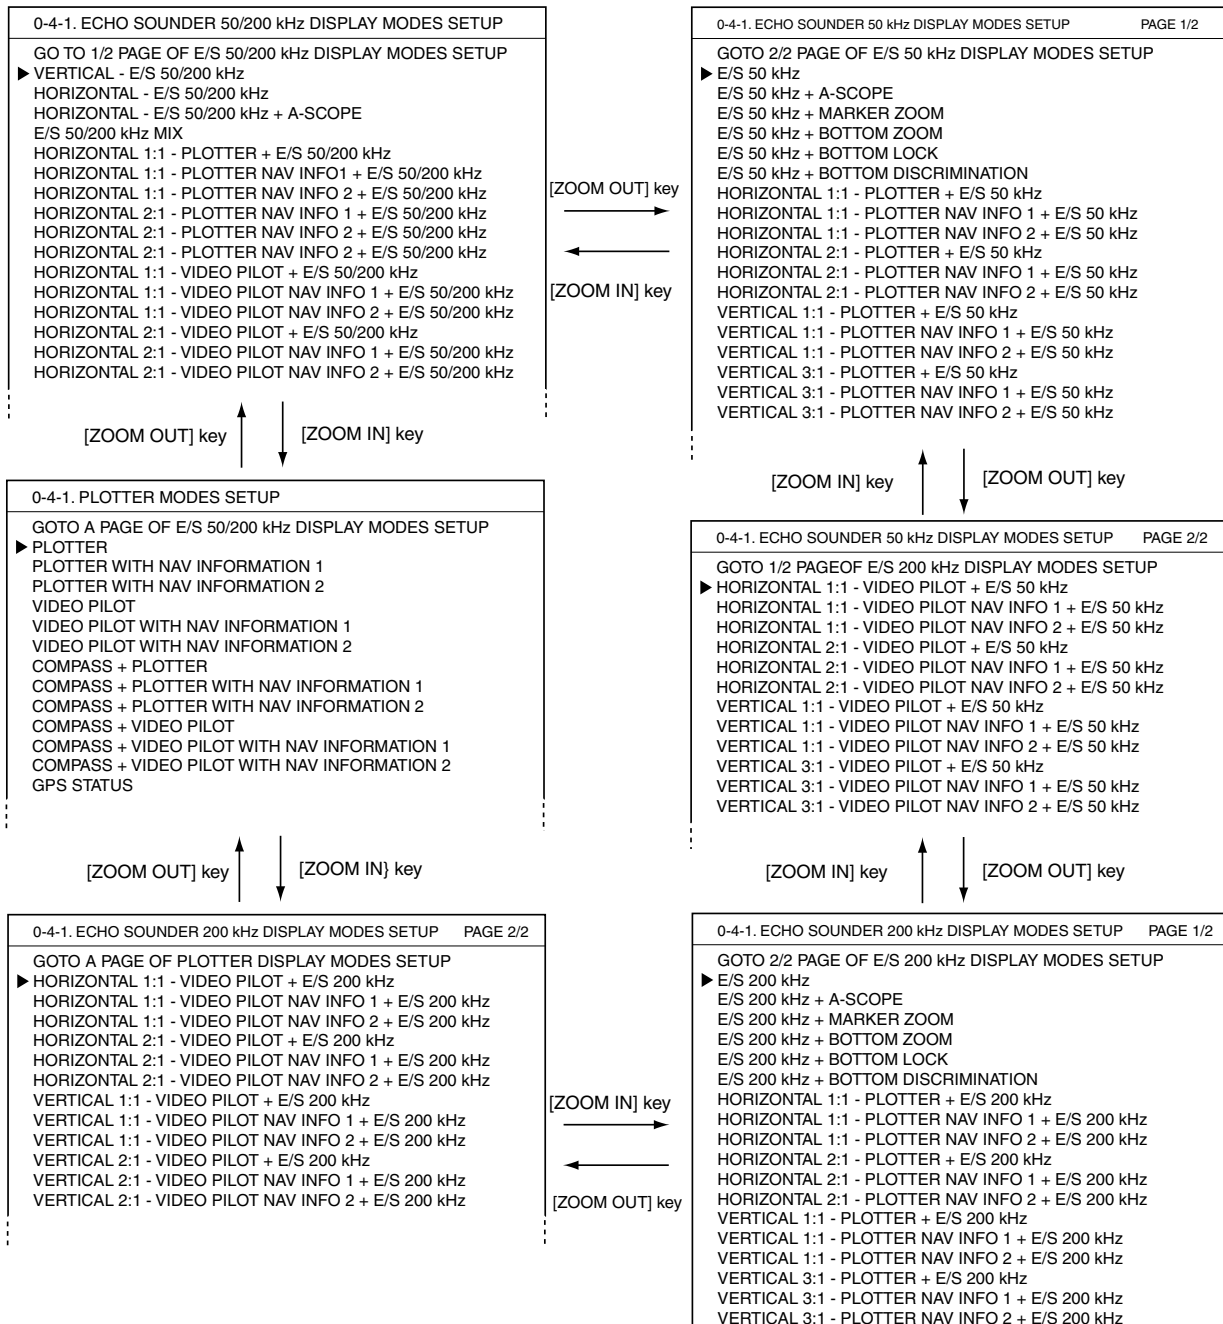 0-4-1. ECHO SOUNDER 50/200 kHz DISPLAY MODES SETUP
GO TO 1/2 PAGE OF E/S 50/200 kHz DISPLAY MODES SETUP
VERTICAL - E/S 50/200 kHz
HORIZONTAL - E/S 50/200 kHz
HORIZONTAL - E/S 50/200 kHz + A-SCOPE
E/S 50/200 kHz MIX
HORIZONTAL 1:1 - PLOTTER + E/S 50/200 kHz
HORIZONTAL 1:1 - PLOTTER NAV INFO1 + E/S 50/200 kHz
HORIZONTAL 1:1 - PLOTTER NAV INFO 2 + E/S 50/200 kHz
HORIZONTAL 2:1 - PLOTTER NAV INFO 1 + E/S 50/200 kHz
HORIZONTAL 2:1 - PLOTTER NAV INFO 2 + E/S 50/200 kHz
HORIZONTAL 2:1 - PLOTTER NAV INFO 2 + E/S 50/200 kHz
HORIZONTAL 1:1 - VIDEO PILOT + E/S 50/200 kHz
HORIZONTAL 1:1 - VIDEO PILOT NAV INFO 1 + E/S 50/200 kHz
HORIZONTAL 1:1 - VIDEO PILOT NAV INFO 2 + E/S 50/200 kHz
HORIZONTAL 2:1 - VIDEO PILOT + E/S 50/200 kHz
HORIZONTAL 2:1 - VIDEO PILOT NAV INFO 1 + E/S 50/200 kHz
HORIZONTAL 2:1 - VIDEO PILOT NAV INFO 2 + E/S 50/200 kHz
[ZOOM OUT] key
[ZOOM IN] key
0-4-1. ECHO SOUNDER 50 kHz DISPLAY MODES SETUP PAGE 1/2
GOTO 2/2 PAGE OF E/S 50 kHz DISPLAY MODES SETUP
E/S 50 kHz
E/S 50 kHz + A-SCOPE
E/S 50 kHz + MARKER ZOOM
E/S 50 kHz + BOTTOM ZOOM
E/S 50 kHz + BOTTOM LOCK
E/S 50 kHz + BOTTOM DISCRIMINATION
HORIZONTAL 1:1 - PLOTTER + E/S 50 kHz
HORIZONTAL 1:1 - PLOTTER NAV INFO 1 + E/S 50 kHz
HORIZONTAL 1:1 - PLOTTER NAV INFO 2 + E/S 50 kHz
HORIZONTAL 2:1 - PLOTTER + E/S 50 kHz
HORIZONTAL 2:1 - PLOTTER NAV INFO 1 + E/S 50 kHz
HORIZONTAL 2:1 - PLOTTER NAV INFO 2 + E/S 50 kHz
VERTICAL 1:1 - PLOTTER + E/S 50 kHz
VERTICAL 1:1 - PLOTTER NAV INFO 1 + E/S 50 kHz
VERTICAL 1:1 - PLOTTER NAV INFO 2 + E/S 50 kHz
VERTICAL 3:1 - PLOTTER + E/S 50 kHz
VERTICAL 3:1 - PLOTTER NAV INFO 1 + E/S 50 kHz
VERTICAL 3:1 - PLOTTER NAV INFO 2 + E/S 50 kHz
[ZOOM OUT] key
[ZOOM IN] key
[ZOOM IN] key
[ZOOM OUT] key
0-4-1. PLOTTER MODES SETUP
GOTO A PAGE OF E/S 50/200 kHz DISPLAY MODES SETUP
PLOTTER
PLOTTER WITH NAV INFORMATION 1
PLOTTER WITH NAV INFORMATION 2
VIDEO PILOT
VIDEO PILOT WITH NAV INFORMATION 1
VIDEO PILOT WITH NAV INFORMATION 2
COMPASS + PLOTTER
COMPASS + PLOTTER WITH NAV INFORMATION 1
COMPASS + PLOTTER WITH NAV INFORMATION 2
COMPASS + VIDEO PILOT
COMPASS + VIDEO PILOT WITH NAV INFORMATION 1
COMPASS + VIDEO PILOT WITH NAV INFORMATION 2
GPS STATUS
0-4-1. ECHO SOUNDER 50 kHz DISPLAY MODES SETUP PAGE 2/2
GOTO 1/2 PAGEOF E/S 200 kHz DISPLAY MODES SETUP
HORIZONTAL 1:1 - VIDEO PILOT + E/S 50 kHz
HORIZONTAL 1:1 - VIDEO PILOT NAV INFO 1 + E/S 50 kHz
HORIZONTAL 1:1 - VIDEO PILOT NAV INFO 2 + E/S 50 kHz
HORIZONTAL 2:1 - VIDEO PILOT + E/S 50 kHz
HORIZONTAL 2:1 - VIDEO PILOT NAV INFO 1 + E/S 50 kHz
HORIZONTAL 2:1 - VIDEO PILOT NAV INFO 2 + E/S 50 kHz
VERTICAL 1:1 - VIDEO PILOT + E/S 50 kHz
VERTICAL 1:1 - VIDEO PILOT NAV INFO 1 + E/S 50 kHz
VERTICAL 1:1 - VIDEO PILOT NAV INFO 2 + E/S 50 kHz
VERTICAL 3:1 - VIDEO PILOT + E/S 50 kHz
VERTICAL 3:1 - VIDEO PILOT NAV INFO 1 + E/S 50 kHz
VERTICAL 3:1 - VIDEO PILOT NAV INFO 2 + E/S 50 kHz
[ZOOM OUT] key
[ZOOM IN} key
[ZOOM IN] key
[ZOOM OUT] key
0-4-1. ECHO SOUNDER 200 kHz DISPLAY MODES SETUP PAGE 2/2
GOTO A PAGE OF PLOTTER DISPLAY MODES SETUP
HORIZONTAL 1:1 - VIDEO PILOT + E/S 200 kHz
HORIZONTAL 1:1 - VIDEO PILOT NAV INFO 1 + E/S 200 kHz
HORIZONTAL 1:1 - VIDEO PILOT NAV INFO 2 + E/S 200 kHz
HORIZONTAL 2:1 - VIDEO PILOT + E/S 200 kHz
HORIZONTAL 2:1 - VIDEO PILOT NAV INFO 1 + E/S 200 kHz
HORIZONTAL 2:1 - VIDEO PILOT NAV INFO 2 + E/S 200 kHz
VERTICAL 1:1 - VIDEO PILOT + E/S 200 kHz
VERTICAL 1:1 - VIDEO PILOT NAV INFO 1 + E/S 200 kHz
VERTICAL 1:1 - VIDEO PILOT NAV INFO 2 + E/S 200 kHz
VERTICAL 2:1 - VIDEO PILOT + E/S 200 kHz
VERTICAL 2:1 - VIDEO PILOT NAV INFO 1 + E/S 200 kHz
VERTICAL 2:1 - VIDEO PILOT NAV INFO 2 + E/S 200 kHz
[ZOOM IN] key
[ZOOM OUT] key
0-4-1. ECHO SOUNDER 200 kHz DISPLAY MODES SETUP PAGE 1/2
GOTO 2/2 PAGE OF E/S 200 kHz DISPLAY MODES SETUP
E/S 200 kHz
E/S 200 kHz + A-SCOPE
E/S 200 kHz + MARKER ZOOM
E/S 200 kHz + BOTTOM ZOOM
E/S 200 kHz + BOTTOM LOCK
E/S 200 kHz + BOTTOM DISCRIMINATION
HORIZONTAL 1:1 - PLOTTER + E/S 200 kHz
HORIZONTAL 1:1 - PLOTTER NAV INFO 1 + E/S 200 kHz
HORIZONTAL 1:1 - PLOTTER NAV INFO 2 + E/S 200 kHz
HORIZONTAL 2:1 - PLOTTER + E/S 200 kHz
HORIZONTAL 2:1 - PLOTTER NAV INFO 1 + E/S 200 kHz
HORIZONTAL 2:1 - PLOTTER NAV INFO 2 + E/S 200 kHz
VERTICAL 1:1 - PLOTTER + E/S 200 kHz
VERTICAL 1:1 - PLOTTER NAV INFO 1 + E/S 200 kHz
VERTICAL 1:1 - PLOTTER NAV INFO 2 + E/S 200 kHz
VERTICAL 3:1 - PLOTTER + E/S 200 kHz
VERTICAL 3:1 - PLOTTER NAV INFO 1 + E/S 200 kHz
VERTICAL 3:1 - PLOTTER NAV INFO 2 + E/S 200 kHz